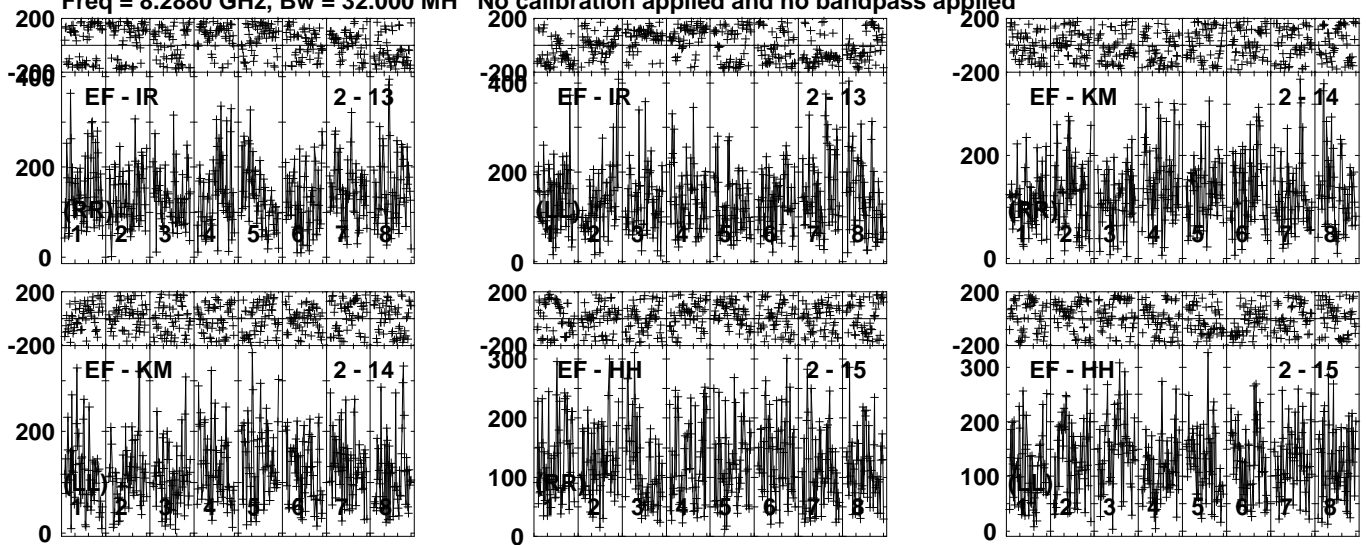 Freq = 8.2880 GHz, Bw = 32.000 MH No calibration applied and no bandpass applied
200 200 200
-200 -200 -200
400 400
EF - IR 2 - 13 EF - IR 2 - 13 EF - KM 2 - 14
200 200 200
(RR) (LL) (RR)
1 2 3 4 5 6 7 8 1 2 3 4 5 6 7 8 1 2 3 4 5 6 7 8
0 0 0
200 200 200
-200 -200 -200
300 300
EF - KM 2 - 14 EF - HH 2 - 15 EF - HH 2 - 15
200 200 200
100 100
(LL) (RR) (LL)
1 2 3 4 5 6 7 8 1 2 3 4 5 6 7 8 1 2 3 4 5 6 7 8
0 0 0